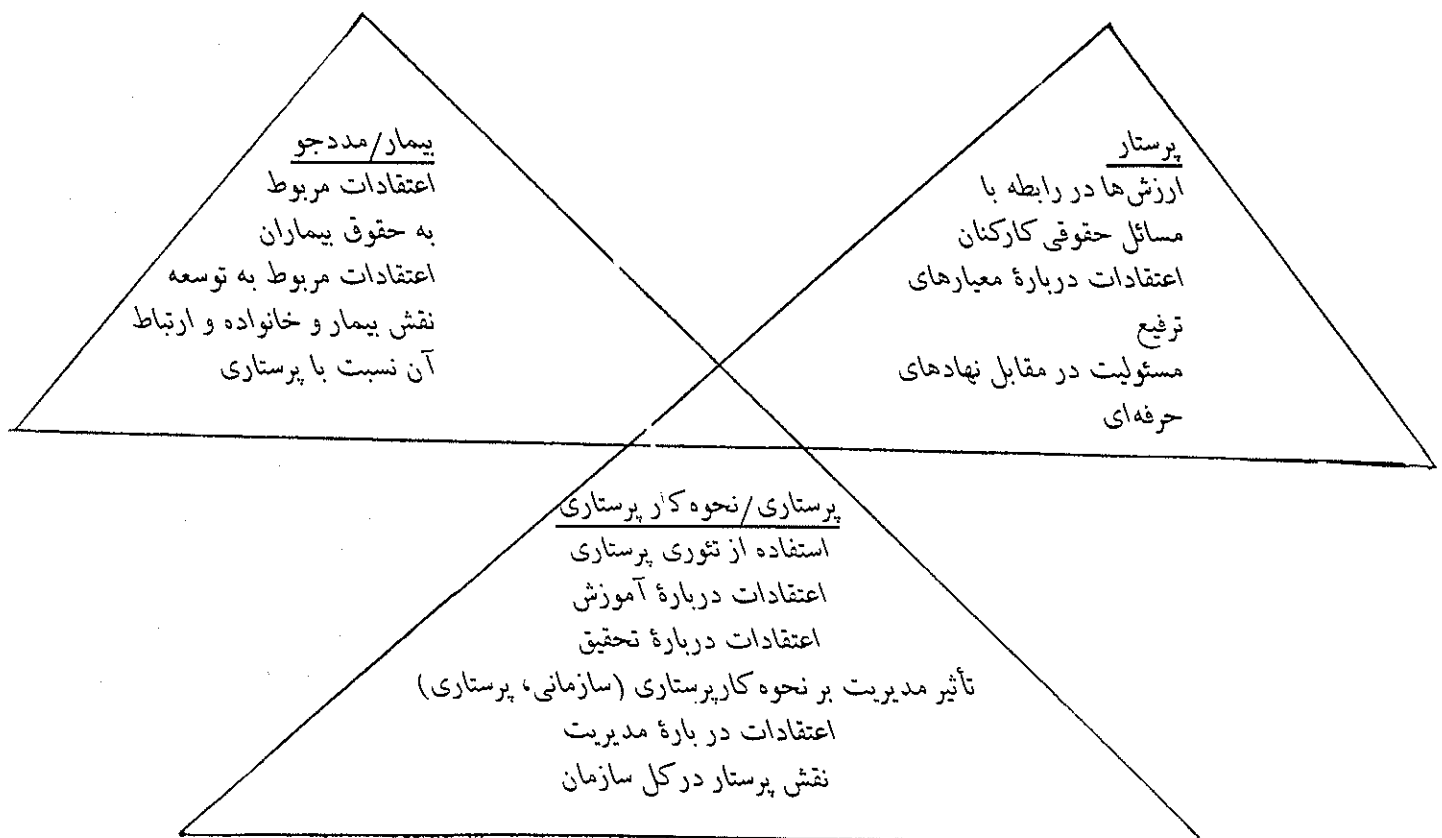 بیمار/مددجو
اعتقادات مربوط
به حقوق بیماران
اعتقادات مربوط به توسعه
نقش بیمار و خانواده و ارتباط
آن نسبت با پرستاری
پرستار
ارزش‌ها در رابطه با
مسائل حقوقی کارکنان
اعتقادات دربارهٔ معیارهای
ترفیع
مسئولیت در مقابل نهادهای
حرفه‌ای
پرستاری/نحوه کار پرستاری
استفاده از تئوری پرستاری
اعتقادات دربارهٔ آموزش
اعتقادات دربارهٔ تحقیق
تأثیر مدیریت بر نحوه کارپرستاری (سازمانی، پرستاری)
اعتقادات در بارهٔ مدیریت
نقش پرستار در کل سازمان